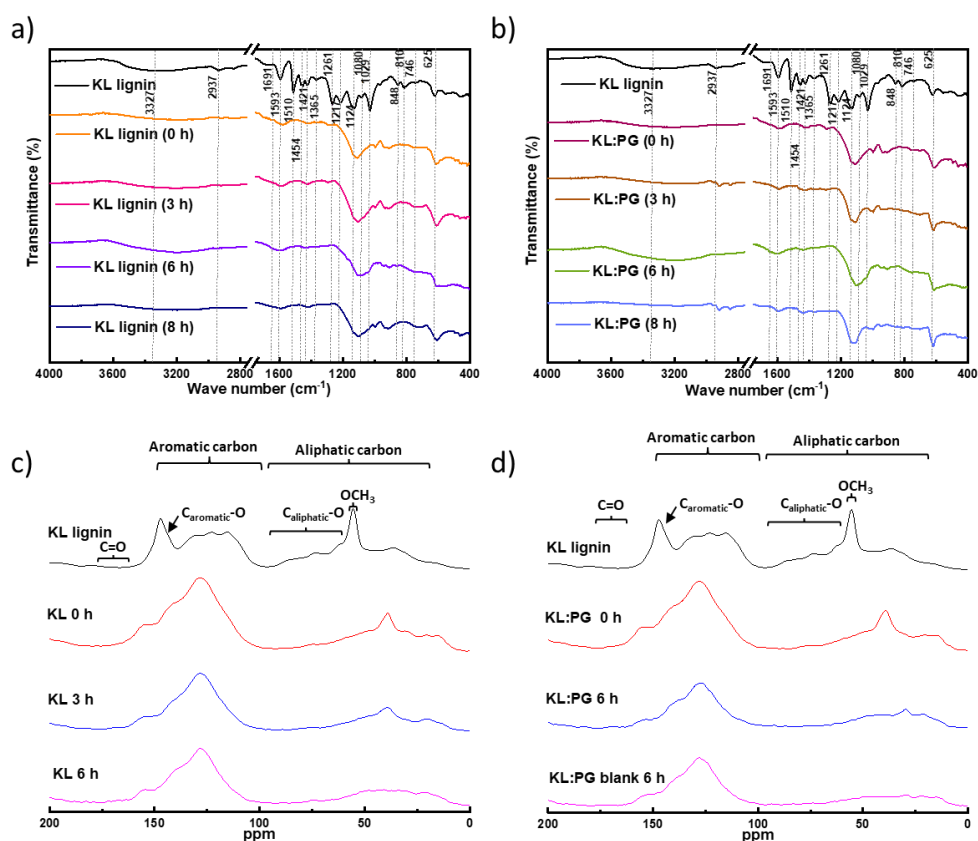 a)
3327
2937
1691
1593
1510
1454
1421
1365
1261
1217
1124
1080
1029
848
810
746
625
KL lignin
KL lignin (0 h)
KL lignin (3 h)
KL lignin (6 h)
KL lignin (8 h)
Transmittance (%)
4000 3600 3200 2800 1600 1200 800 400
Wave number (cm⁻¹)
b)
3327
2937
1691
1593
1510
1454
1421
1365
1261
1217
1124
1080
1029
848
810
746
625
KL lignin
KL:PG (0 h)
KL:PG (3 h)
KL:PG (6 h)
KL:PG (8 h)
Transmittance (%)
4000 3600 3200 2800 1600 1200 800 400
Wave number (cm⁻¹)
c)
Aromatic carbon Aliphatic carbon
OCH₃
Caromatic-O Caliphatic-O
KL lignin
C=O
KL 0 h
KL 3 h
KL 6 h
200 150 100 50 0
ppm
d)
Aromatic carbon Aliphatic carbon
OCH₃
C=O Caromatic-O Caliphatic-O
KL lignin
KL:PG 0 h
KL:PG 6 h
KL:PG blank 6 h
200 150 100 50 0
ppm